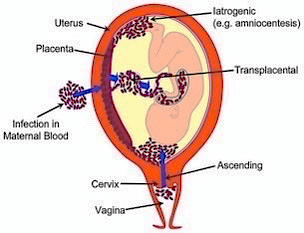 Uterus
Iatrogenic
(e.g. amniocentesis)
Placenta
Transplacental
Infection in
Maternal Blood
Ascending
Cervix
Vagina